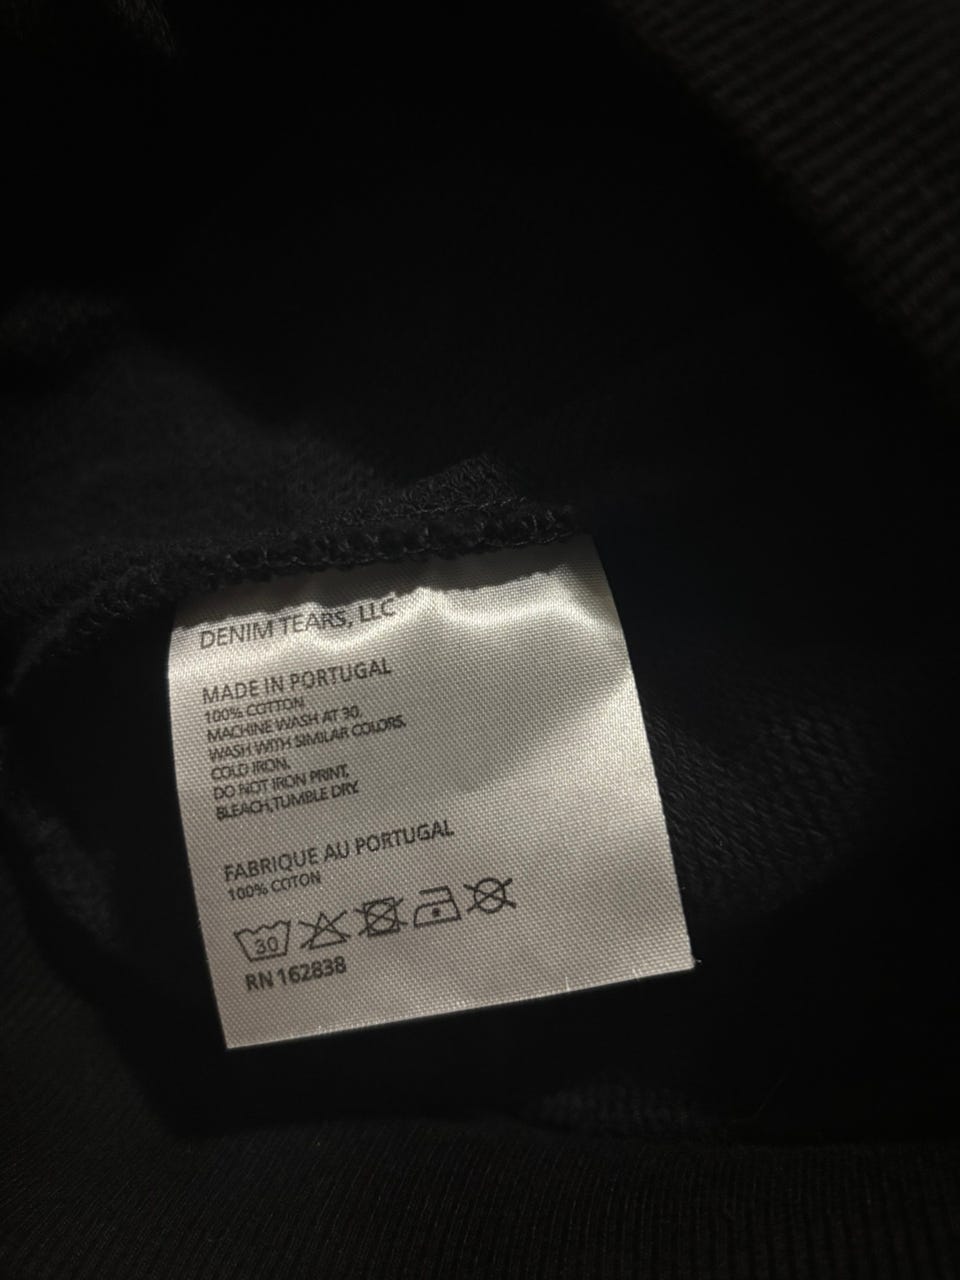 DENIM TEARS, LLC
MADE IN PORTUGAL
100% COTTON
MACHINE WASH AT 30.
WASH WITH SIMILAR COLORS.
COLD IRON.
DO NOT IRON PRINT,
BLEACH,TUMBLE DRY.
FABRIQUE AU PORTUGAL
100% COTON
30
RN 162838